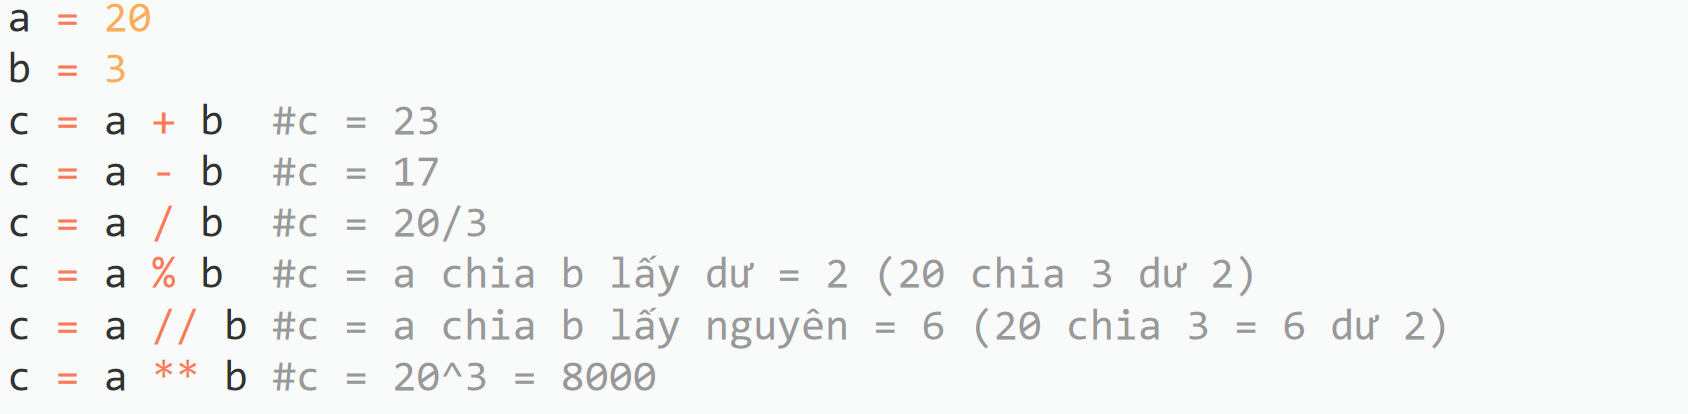 a = 20
b = 3
c = a + b  #c = 23
c = a - b  #c = 17
c = a / b  #c = 20/3
c = a % b  #c = a chia b lấy dư = 2 (20 chia 3 dư 2)
c = a // b #c = a chia b lấy nguyên = 6 (20 chia 3 = 6 dư 2)
c = a ** b #c = 20^3 = 8000